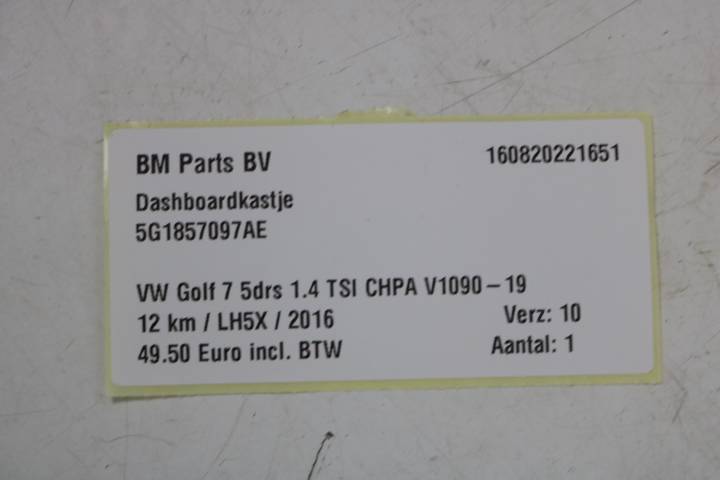 BM Parts BV 160820221651
Dashboardkastje
5G1857097AE
VW Golf 7 5drs 1.4 TSI CHPA V1090-19
12 km / LH5X / 2016 Verz: 10
49.50 Euro incl. BTW Aantal: 1